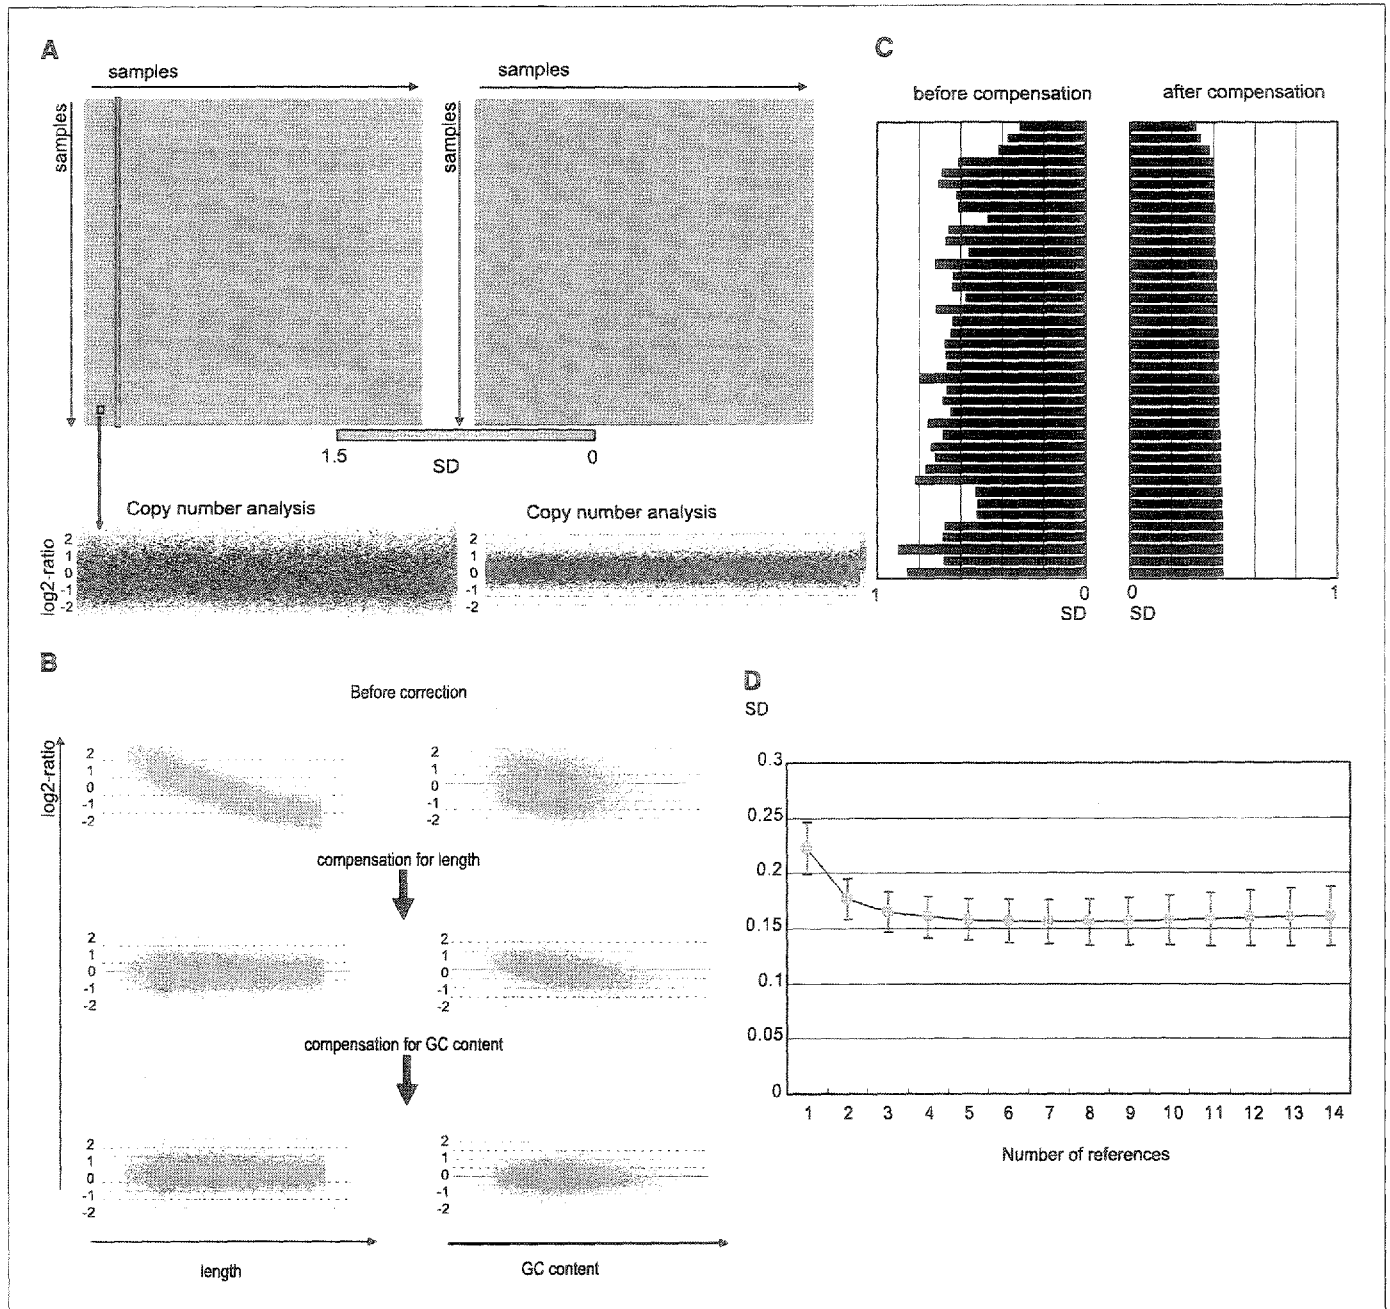 A
samples
samples
samples
samples
1.5
SD
0
Copy number analysis
Copy number analysis
log2-ratio
2
1
0
-1
-2
2
1
0
-1
-2
C
before compensation
after compensation
1
0
SD
0
SD
1
B
Before correction
log2-ratio
2
1
0
-1
-2
2
1
0
-1
-2
compensation for length
2
1
0
-1
-2
2
1
0
-1
-2
compensation for GC content
2
1
0
-1
-2
2
1
0
-1
-2
length
GC content
D
SD
0.3
0.25
0.2
0.15
0.1
0.05
0
1 2 3 4 5 6 7 8 9 10 11 12 13 14
Number of references